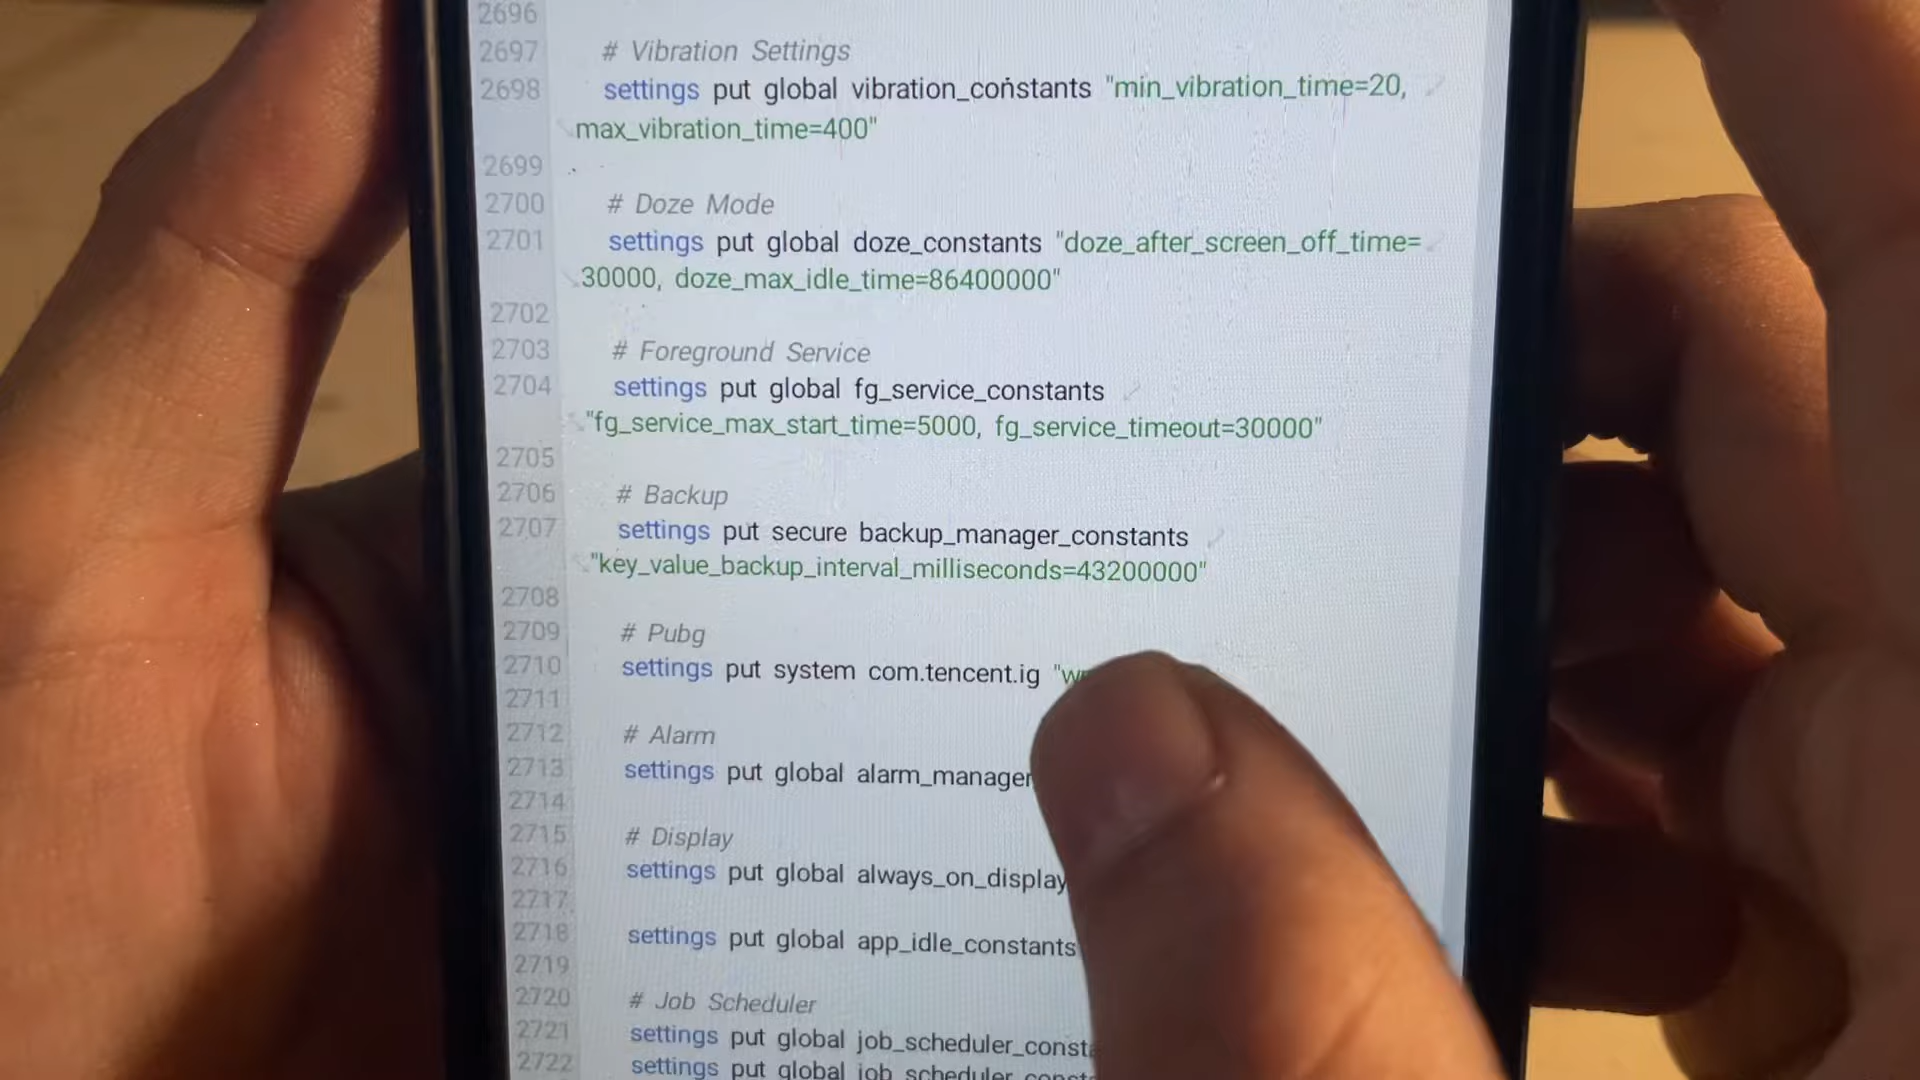 2696
2697 # Vibration Settings
2698 settings put global vibration_constants "min_vibration_time=20,
max_vibration_time=400"
2699
2700 # Doze Mode
2701 settings put global doze_constants "doze_after_screen_off_time=
30000, doze_max_idle_time=86400000"
2702
2703 # Foreground Service
2704 settings put global fg_service_constants
"fg_service_max_start_time=5000, fg_service_timeout=30000"
2705
2706 # Backup
2707 settings put secure backup_manager_constants
"key_value_backup_interval_milliseconds=43200000"
2708
2709 # Pubg
2710 settings put system com.tencent.ig
2711
2712 # Alarm
2713 settings put global alarm_manager
2714
2715 # Display
2716 settings put global always_on_display
2717
2718 settings put global app_idle_constants
2719
2720 # Job Scheduler
2721 settings put global job_scheduler_const
2722 settings put global job_scheduler_const